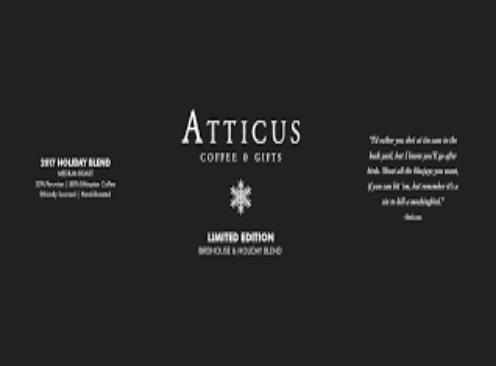 2017 HOLIDAY BLEND
MEDIUM ROAST
20% Peruvian | 80% Ethiopian Coffee
Ethically Sourced | Hand Roasted
ATTICUS
COFFEE & GIFTS
LIMITED EDITION
BIRDHOUSE & HOLIDAY BLEND
"I'd rather you shot at tin cans in the
back yard, but I know you'll go after
birds. Shoot all the bluejays you want,
if you can hit 'em, but remember it's a
sin to kill a mockingbird."
-Atticus